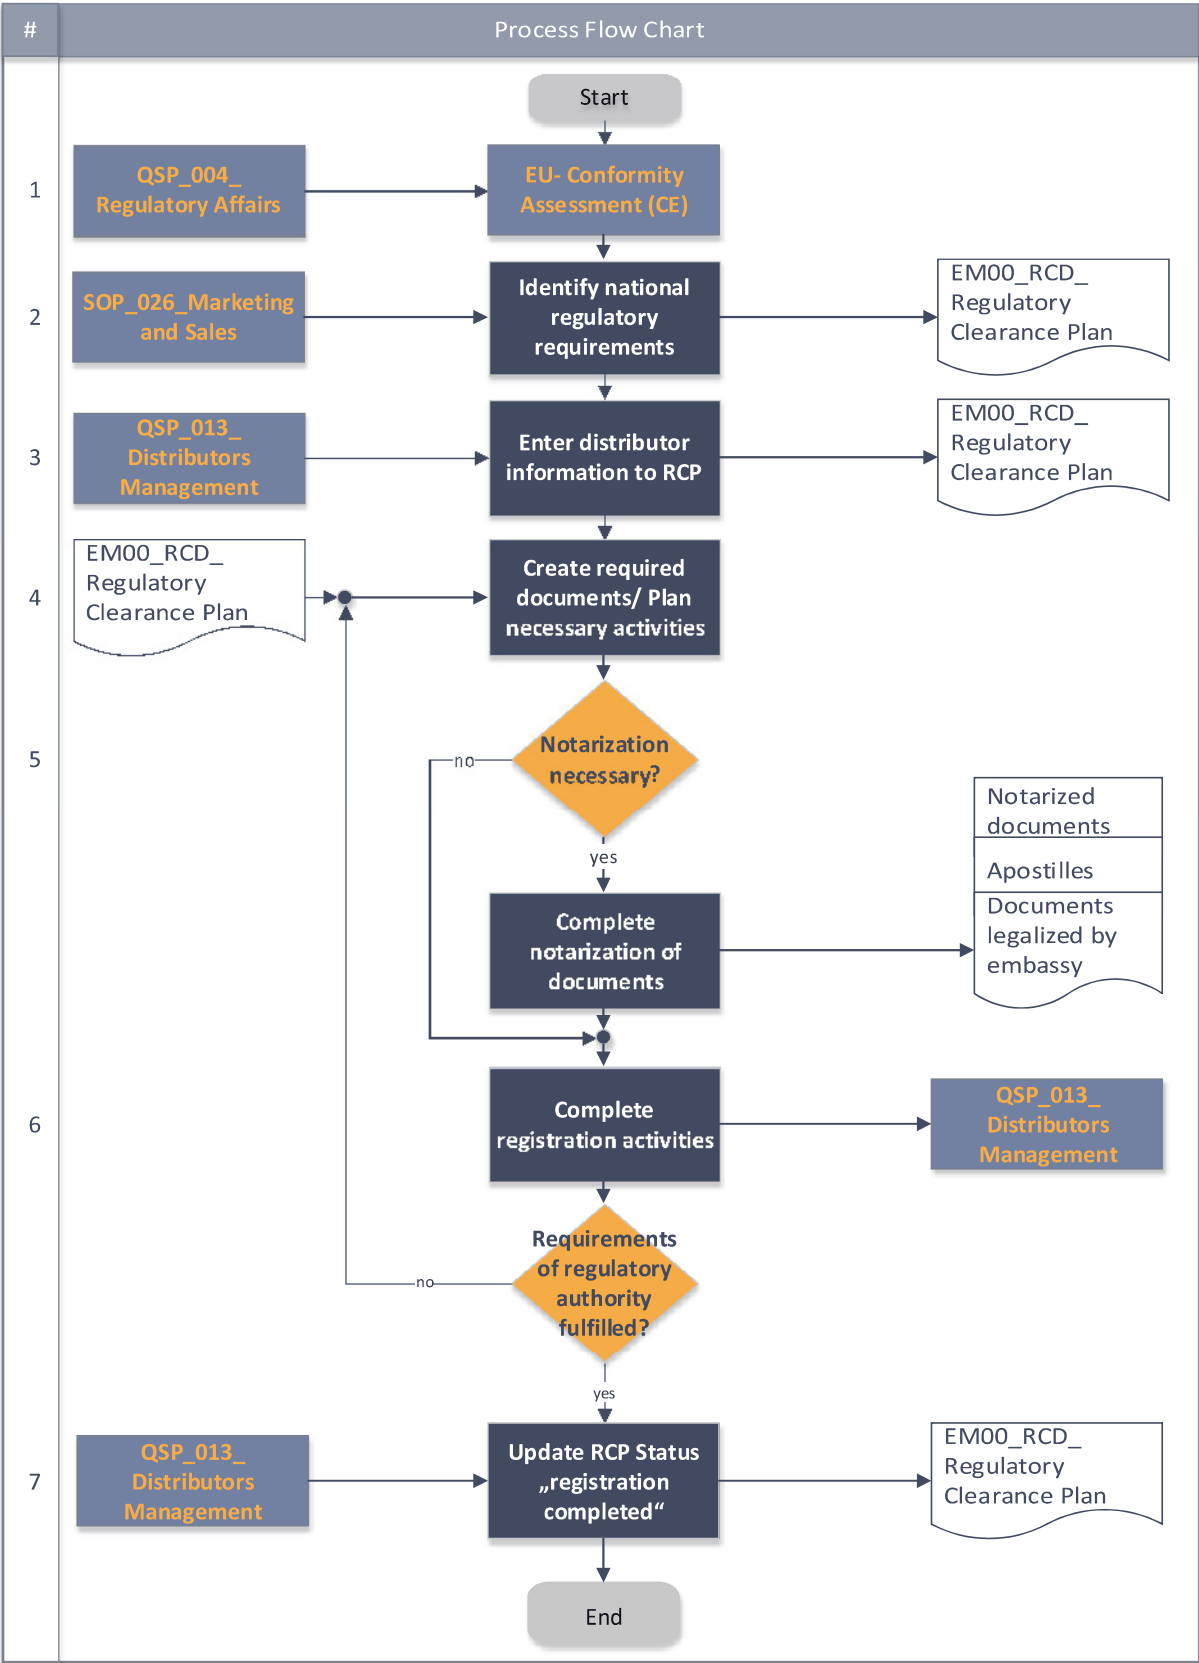 #
Process Flow Chart
Start
1
QSP_004_
Regulatory Affairs
EU- Conformity
Assessment (CE)
2
SOP_026_Marketing
and Sales
Identify national
regulatory
requirements
EM00_RCD_
Regulatory
Clearance Plan
3
QSP_013_
Distributors
Management
Enter distributor
information to RCP
EM00_RCD_
Regulatory
Clearance Plan
4
EM00_RCD_
Regulatory
Clearance Plan
Create required
documents/ Plan
necessary activities
5
no
Notarization
necessary?
yes
Complete
notarization of
documents
Notarized
documents
Apostilles
Documents
legalized by
embassy
6
Complete
registration activities
QSP_013_
Distributors
Management
no
Requirements
of regulatory
authority
fulfilled?
yes
7
QSP_013_
Distributors
Management
Update RCP Status
„registration
completed“
EM00_RCD_
Regulatory
Clearance Plan
End